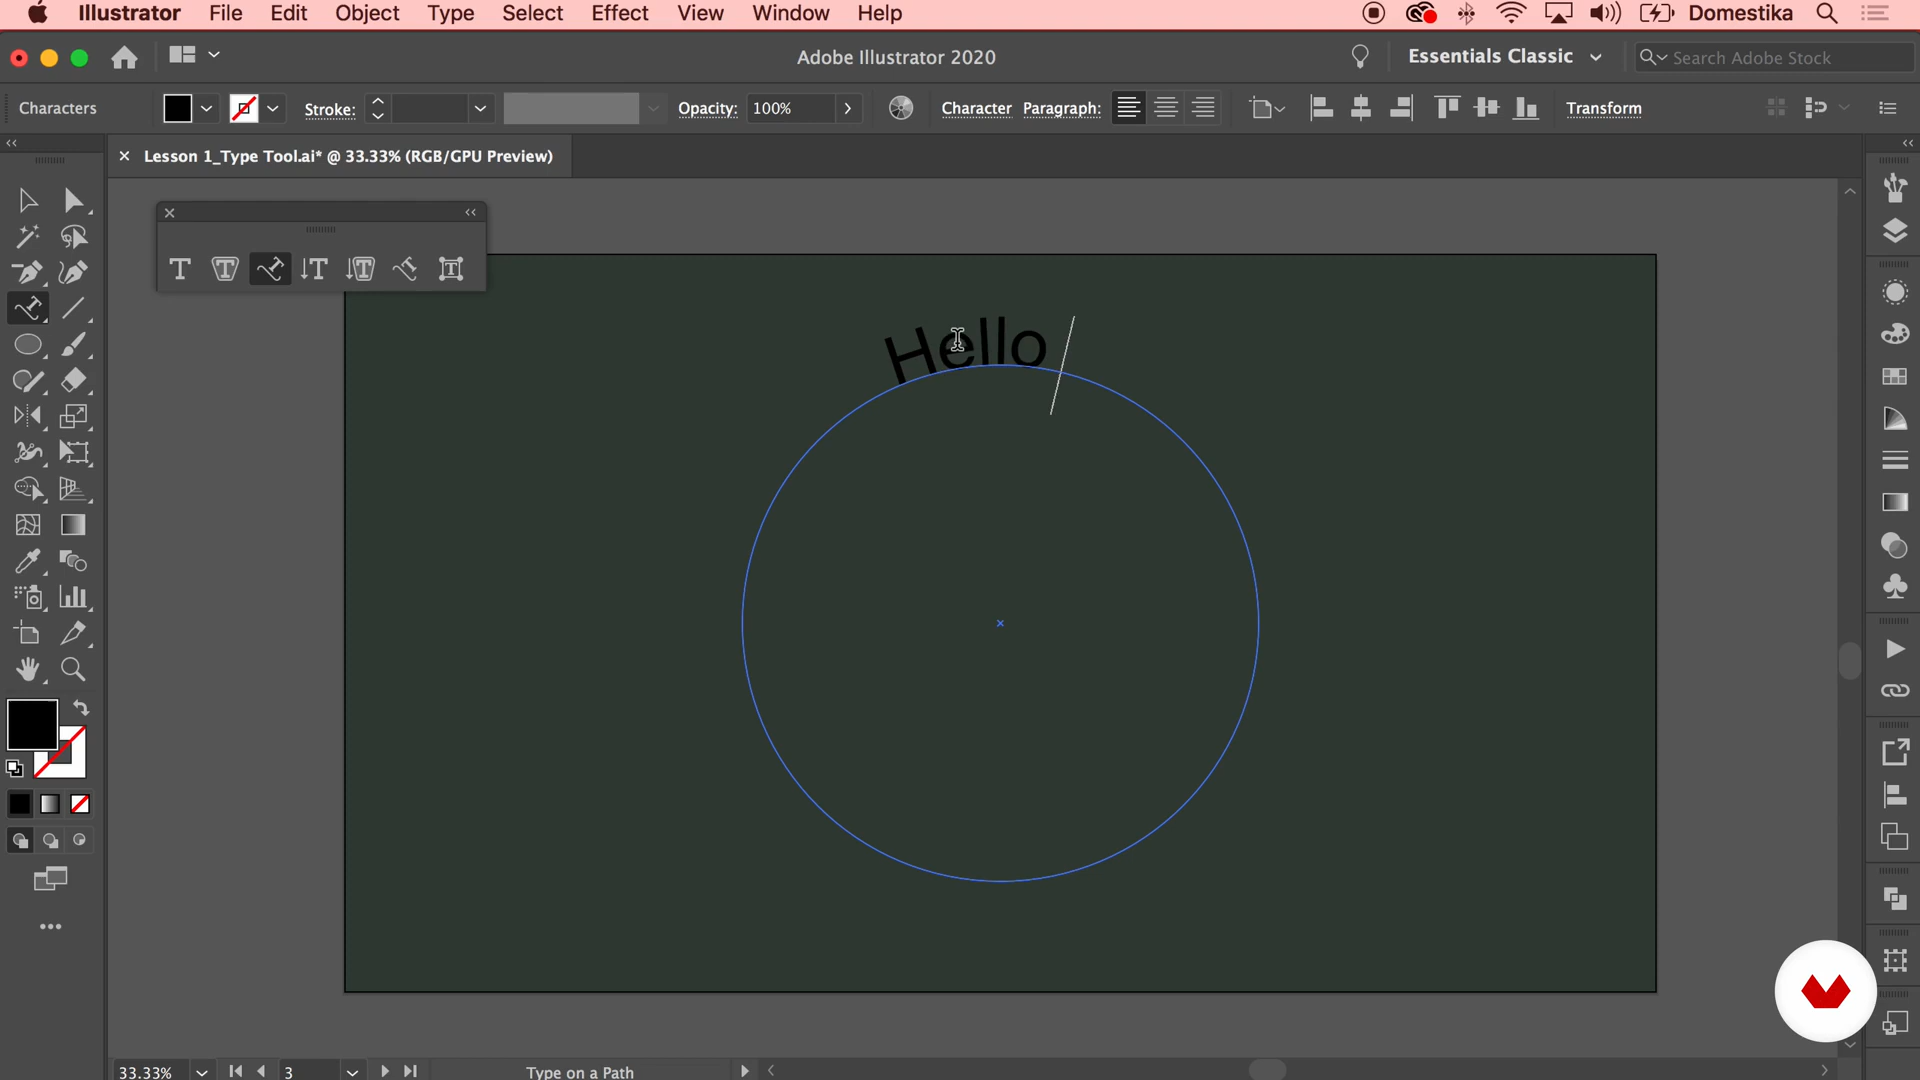 Illustrator File Edit Object Type Select Effect View Window Help Domestika
Adobe Illustrator 2020 Essentials Classic Search Adobe Stock
Characters Stroke: Opacity: 100% Character Paragraph: Transform
Lesson 1_Type Tool.ai* @ 33.33% (RGB/GPU Preview)
Hello
33.33% 3 Type on a Path